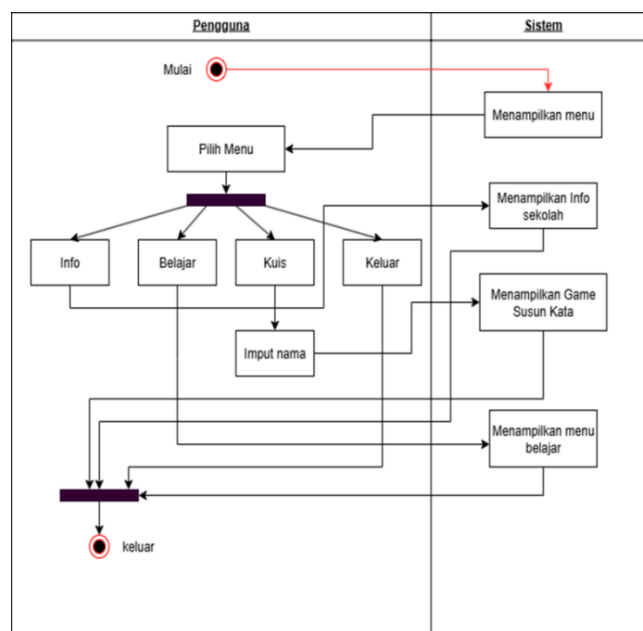 Pengguna
Sistem
Mulai
Menampilkan menu
Pilih Menu
Menampilkan Info
sekolah
Info
Belajar
Kuis
Keluar
Menampilkan Game
Susun Kata
Imput nama
Menampilkan menu
belajar
keluar